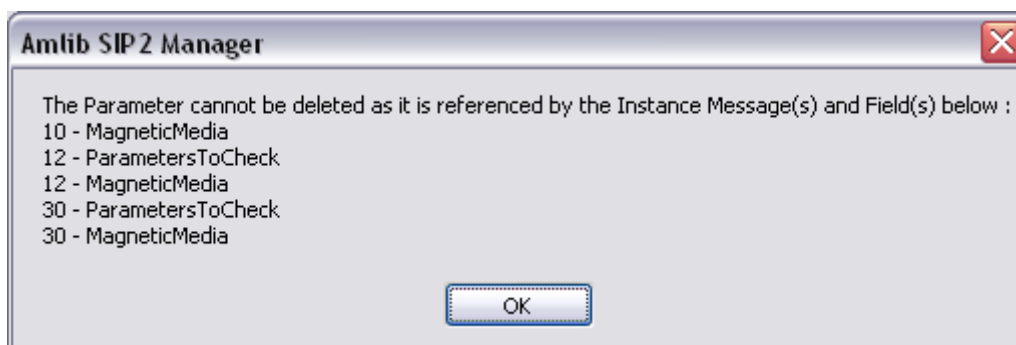 Amlib SIP2 Manager
The Parameter cannot be deleted as it is referenced by the Instance Message(s) and Field(s) below :
10 - MagneticMedia
12 - ParametersToCheck
12 - MagneticMedia
30 - ParametersToCheck
30 - MagneticMedia
OK